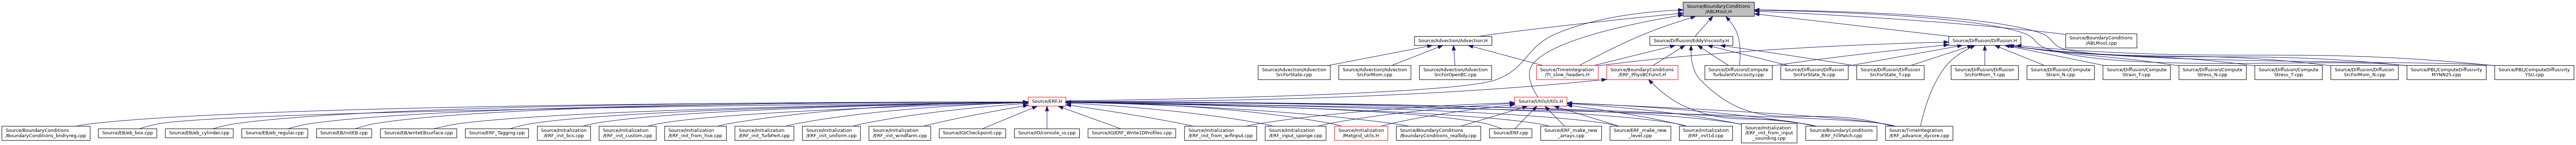 Source/BoundaryConditions
/ABLMost.H
Source/Advection/Advection.H
Source/Diffusion/EddyViscosity.H
Source/Diffusion/Diffusion.H
Source/BoundaryConditions
/ABLMost.cpp
Source/Advection/Advection
SrcForState.cpp
Source/Advection/Advection
SrcForMom.cpp
Source/Advection/Advection
SrcForOpenBC.cpp
Source/TimeIntegration
/TI_slow_headers.H
Source/BoundaryConditions
/ERF_PhysBCFunct.H
Source/Diffusion/Compute
TurbulentViscosity.cpp
Source/Diffusion/Diffusion
SrcForState_N.cpp
Source/Diffusion/Diffusion
SrcForState_T.cpp
Source/Diffusion/Diffusion
SrcForMom_T.cpp
Source/Diffusion/Compute
Strain_N.cpp
Source/Diffusion/Compute
Strain_T.cpp
Source/Diffusion/Compute
Stress_N.cpp
Source/Diffusion/Compute
Stress_T.cpp
Source/Diffusion/Diffusion
SrcForMom_N.cpp
Source/PBL/ComputeDiffusivity
MYNN25.cpp
Source/PBL/ComputeDiffusivity
YSU.cpp
Source/ERF.H
Source/Utils/Utils.H
Source/BoundaryConditions
/BoundaryConditions_bndryreg.cpp
Source/EB/eb_box.cpp
Source/EB/eb_cylinder.cpp
Source/EB/eb_regular.cpp
Source/EB/initEB.cpp
Source/EB/writeEBsurface.cpp
Source/ERF_Tagging.cpp
Source/Initialization
/ERF_init_bcs.cpp
Source/Initialization
/ERF_init_custom.cpp
Source/Initialization
/ERF_init_from_hse.cpp
Source/Initialization
/ERF_init_TurbPert.cpp
Source/Initialization
/ERF_init_uniform.cpp
Source/Initialization
/ERF_init_windfarm.cpp
Source/IO/Checkpoint.cpp
Source/IO/console_io.cpp
Source/IO/ERF_Write1DProfiles.cpp
Source/Initialization
/ERF_init_from_wrfinput.cpp
Source/Initialization
/ERF_input_sponge.cpp
Source/Initialization
/Metgrid_utils.H
Source/BoundaryConditions
/BoundaryConditions_realbdy.cpp
Source/ERF.cpp
Source/ERF_make_new
_arrays.cpp
Source/ERF_make_new
_level.cpp
Source/Initialization
/ERF_init1d.cpp
Source/Initialization
/ERF_init_from_input
_sounding.cpp
Source/BoundaryConditions
/ERF_FillPatch.cpp
Source/TimeIntegration
/ERF_advance_dycore.cpp